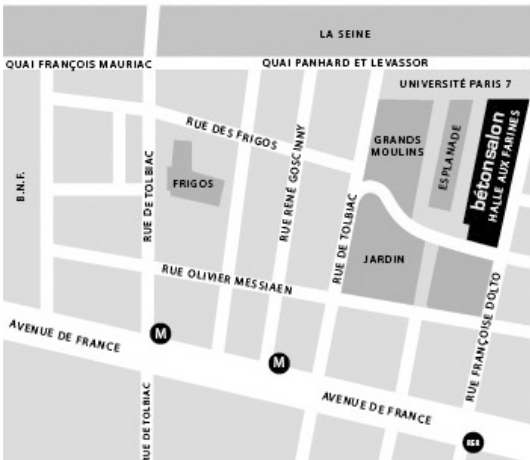 LA SEINE
QUAI FRANÇOIS MAURIAC
QUAI PANHARD ET LEVASSOR
UNIVERSITÉ PARIS 7
RUE DES FRIGOS
GRANDS
MOULINS
ESPLANADE
bétonsalon
HALLE AUX FARINES
B.N.F.
RUE DE TOLBIAC
FRIGOS
RUE RENÉ GOSCINNY
RUE DE TOLBIAC
JARDIN
RUE OLIVIER MESSIAEN
RUE FRANÇOISE DOLTO
AVENUE DE FRANCE
M
M
AVENUE DE FRANCE
RUE DE TOLBIAC
RER